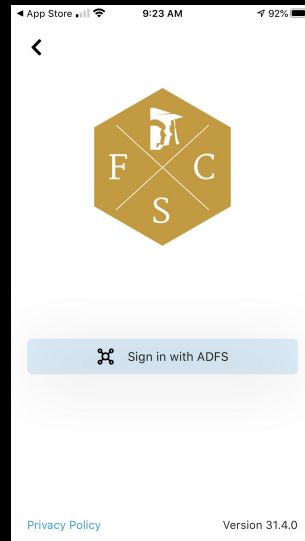 App Store 9:23 AM 92%
F C
S
Sign in with ADFS
Privacy Policy Version 31.4.0